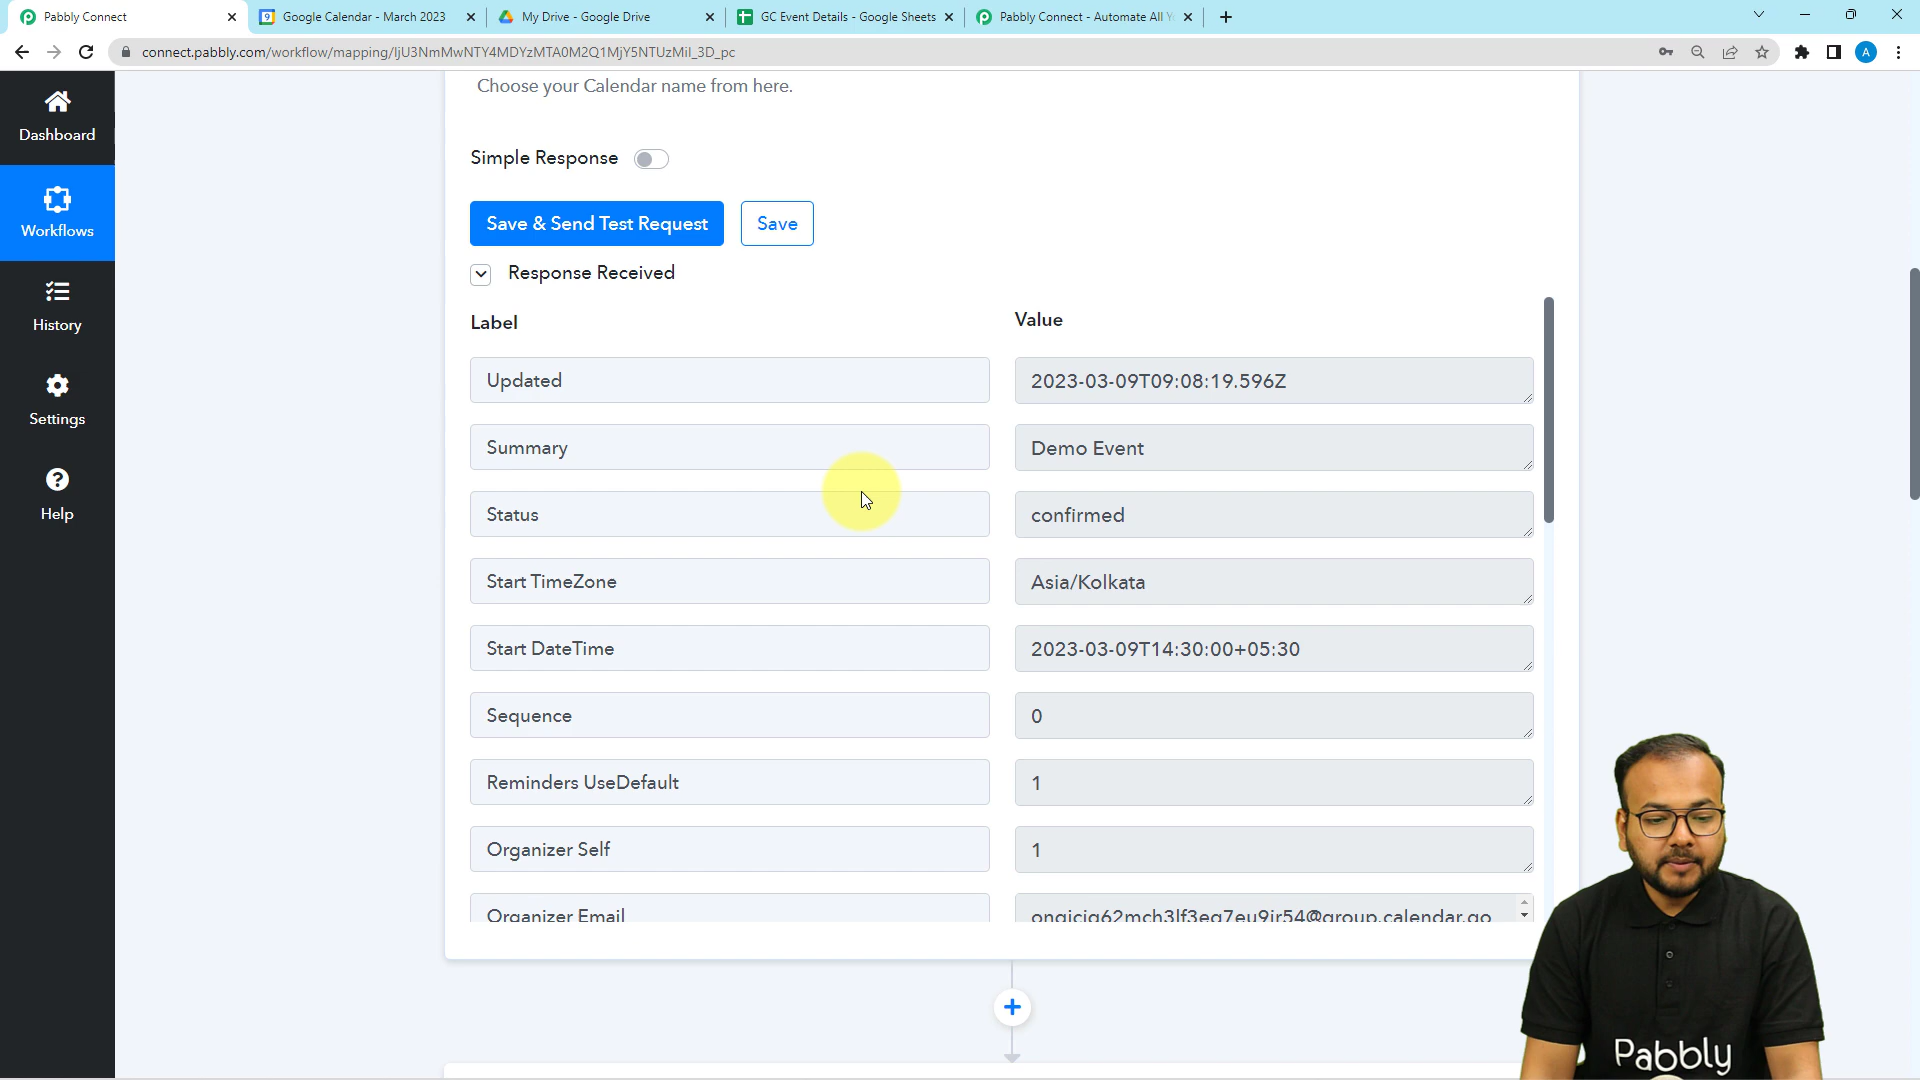 Pabbly Connect
Google Calendar - March 2023
My Drive - Google Drive
GC Event Details - Google Sheets
Pabbly Connect - Automate All Y
connect.pabbly.com/workflow/mapping/IjU3NmMwNTY4MDYzMTA0M2Q1MjY5NTUzMiI_3D_pc
A
Dashboard
Workflows
History
Settings
Help
Choose your Calendar name from here.
Simple Response
Save & Send Test Request
Save
Response Received
Label
Value
Updated
2023-03-09T09:08:19.596Z
Summary
Demo Event
Status
confirmed
Start TimeZone
Asia/Kolkata
Start DateTime
2023-03-09T14:30:00+05:30
Sequence
0
Reminders UseDefault
1
Organizer Self
1
Organizer Email
Pabbly